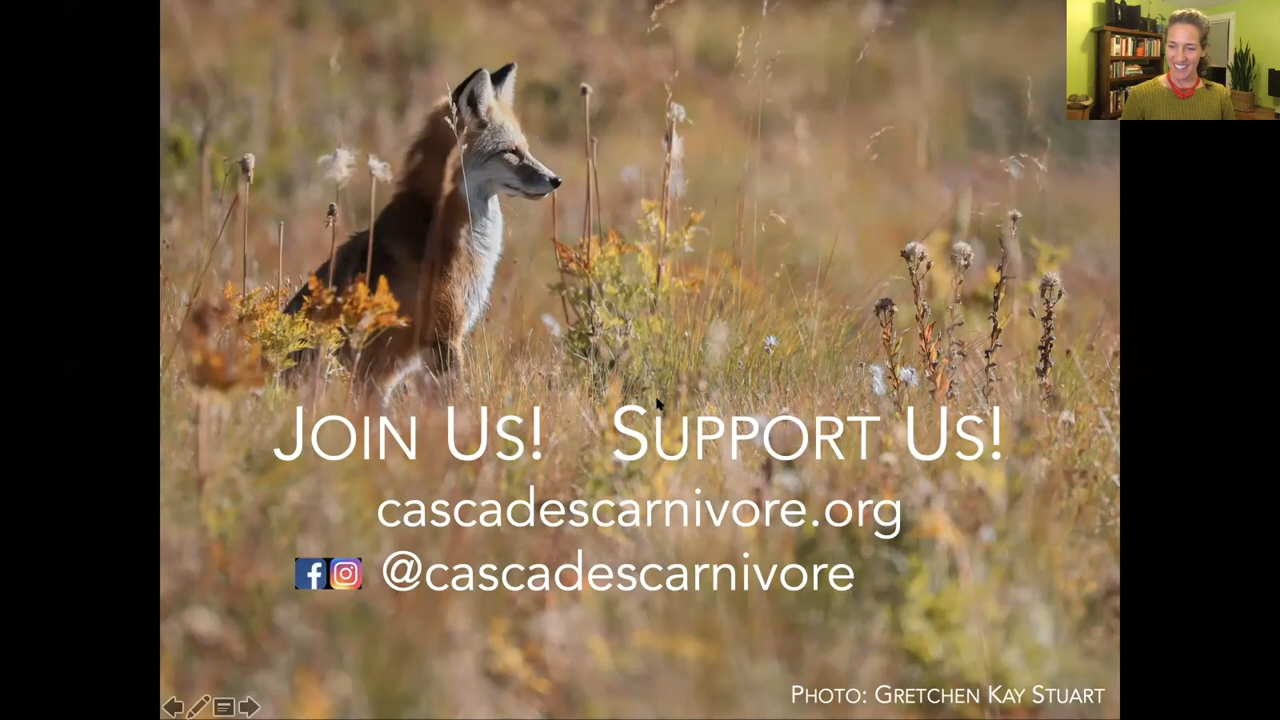 Join Us! Support Us!
cascadescarnivore.org
@cascadescarnivore
Photo: Gretchen Kay Stuart